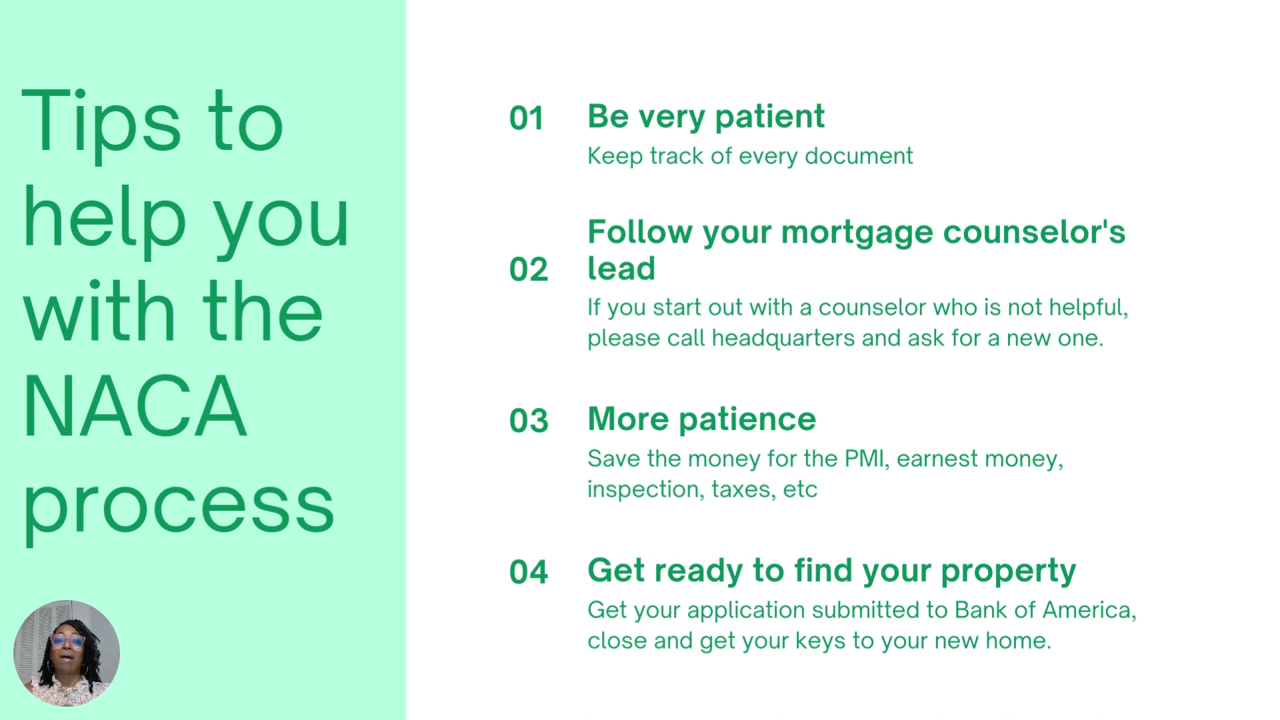 Tips to
help you
with the
NACA
process
01
Be very patient
Keep track of every document
02
Follow your mortgage counselor's
lead
If you start out with a counselor who is not helpful,
please call headquarters and ask for a new one.
03
More patience
Save the money for the PMI, earnest money,
inspection, taxes, etc
04
Get ready to find your property
Get your application submitted to Bank of America,
close and get your keys to your new home.